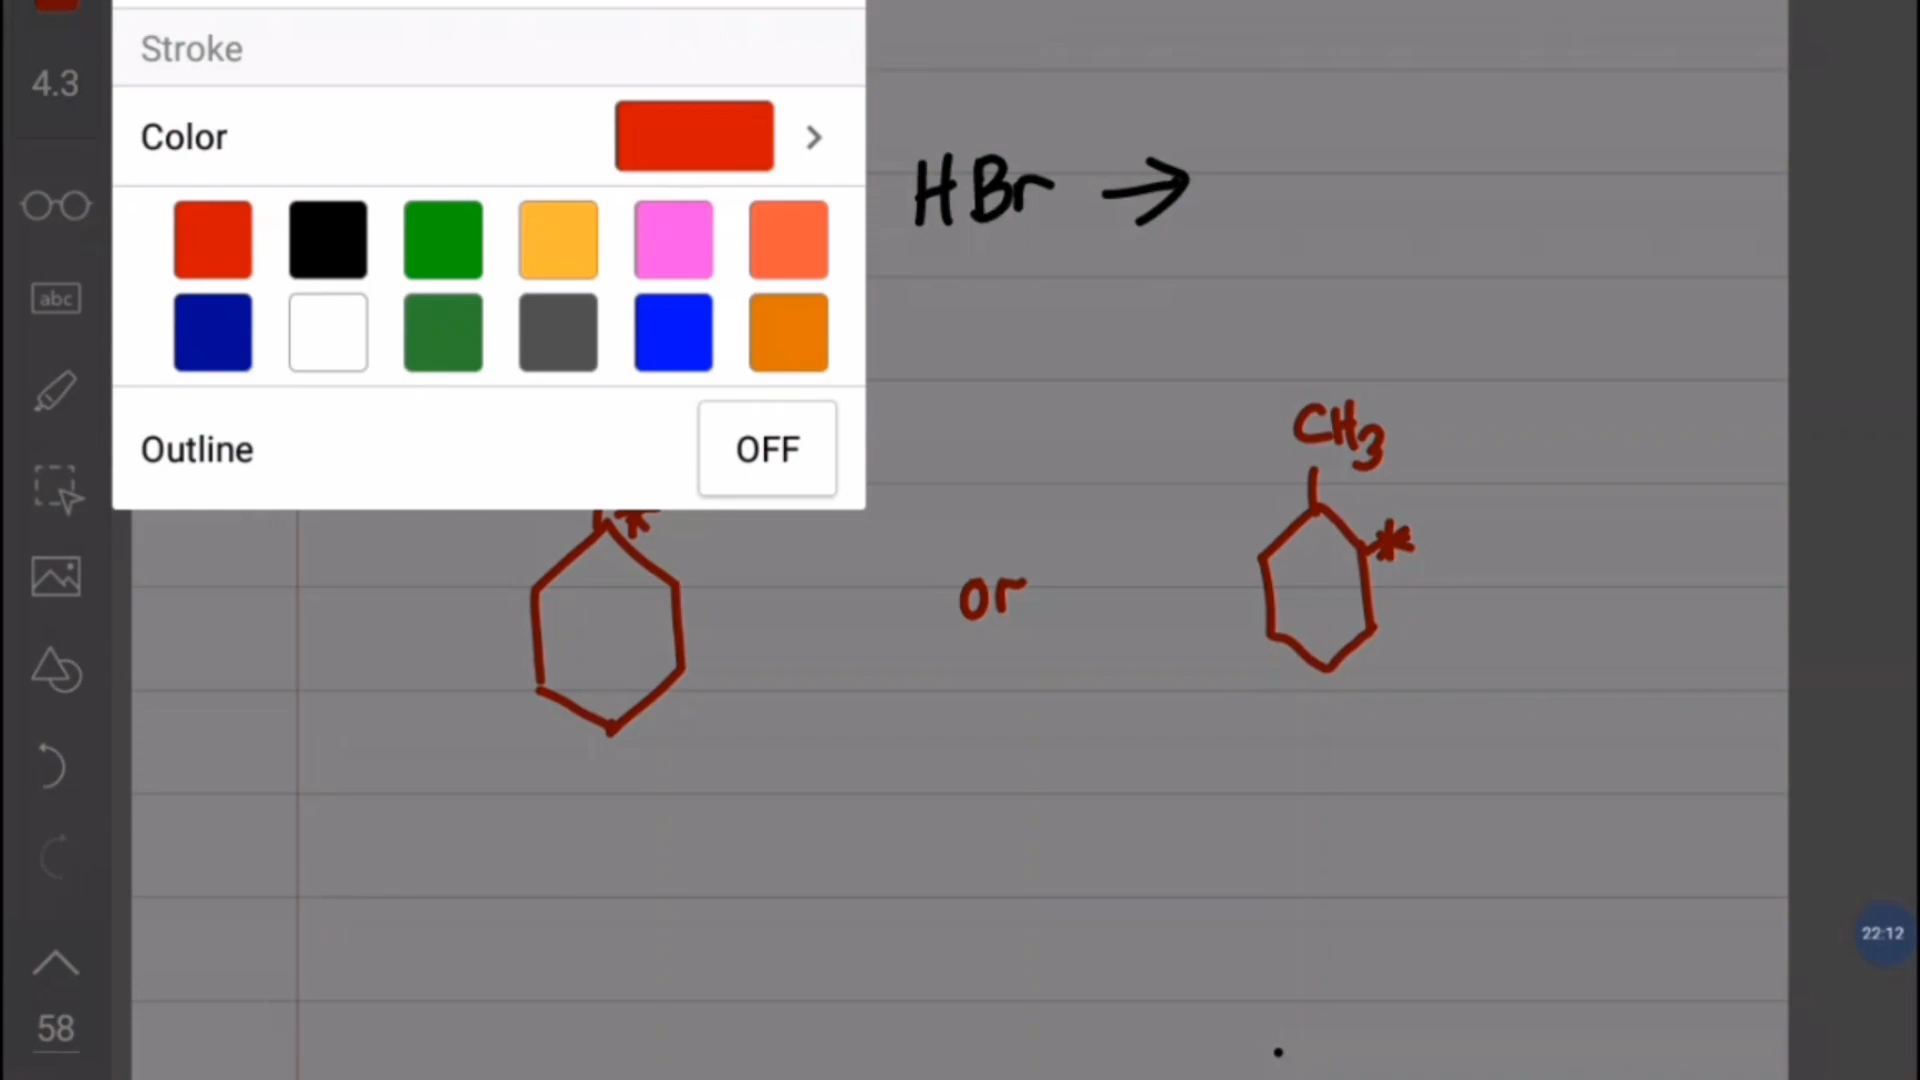 4.3
Stroke
Color
HBr →
abc
Outline OFF
CH3
*
*
or
22:12
58